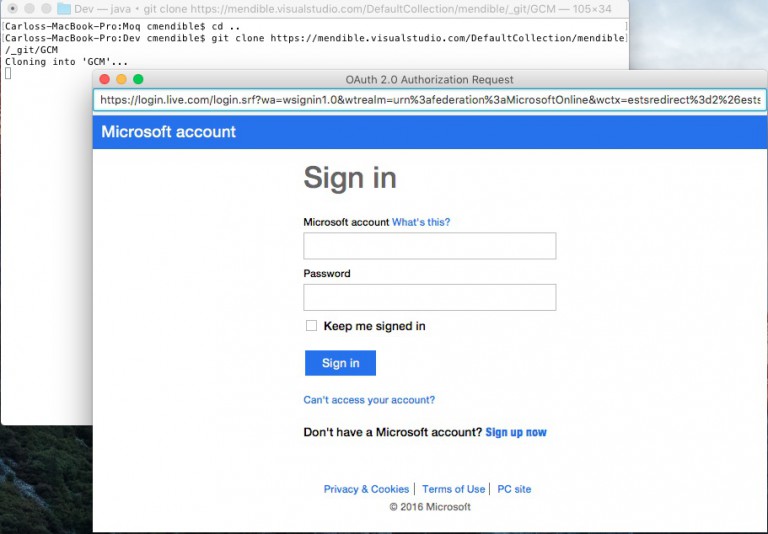 Dev — java • git clone https://mendible.visualstudio.com/DefaultCollection/mendible/_git/GCM — 105×34
[Carloss-MacBook-Pro:Moq cmendible$ cd .. ]
[Carloss-MacBook-Pro:Dev cmendible$ git clone https://mendible.visualstudio.com/DefaultCollection/mendible]
/_git/GCM
Cloning into 'GCM'...
OAuth 2.0 Authorization Request
https://login.live.com/login.srf?wa=wsignin1.0&wtrealm=urn%3afederation%3aMicrosoftOnline&wctx=estsredirect%3d2%26ests
Microsoft account
Sign in
Microsoft account What's this?
Password
Keep me signed in
Sign in
Can't access your account?
Don't have a Microsoft account? Sign up now
Privacy & Cookies | Terms of Use | PC site
© 2016 Microsoft